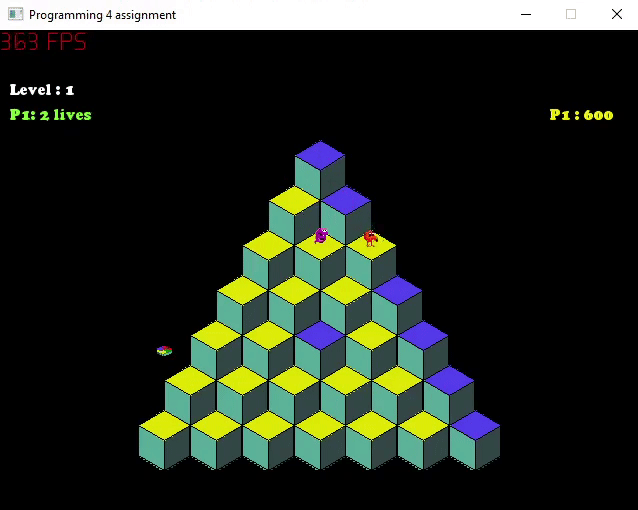 Programming 4 assignment
363 FPS
Level : 1
P1: 2 lives
P1 : 600